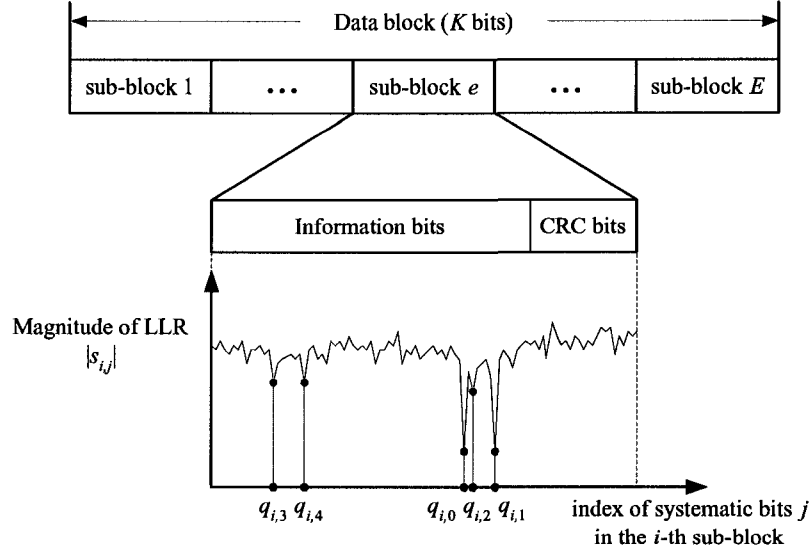 Data block (K bits)
sub-block 1 ... sub-block e ... sub-block E
Information bits CRC bits
Magnitude of LLR
|s_{i,j}|
q_{i,3} q_{i,4} q_{i,0} q_{i,2} q_{i,1}
index of systematic bits j
in the i-th sub-block